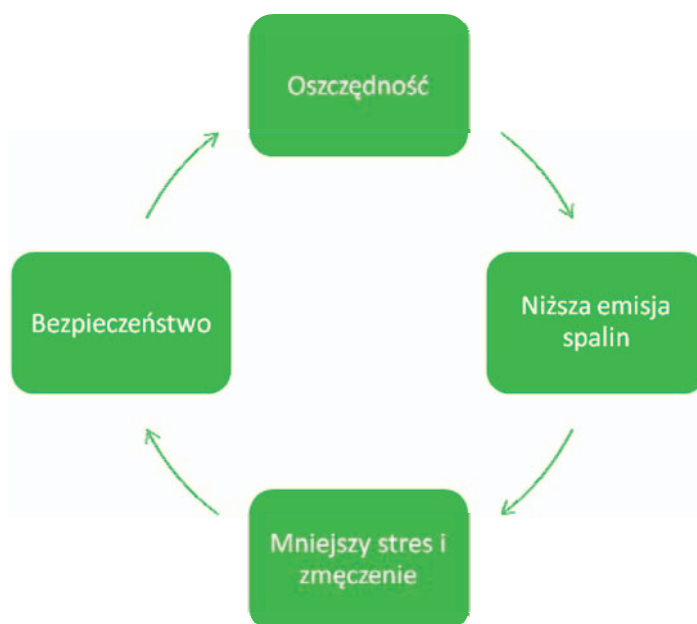 Oszczędność
Niższa emisja
spalin
Mniejszy stres i
zmęczenie
Bezpieczeństwo